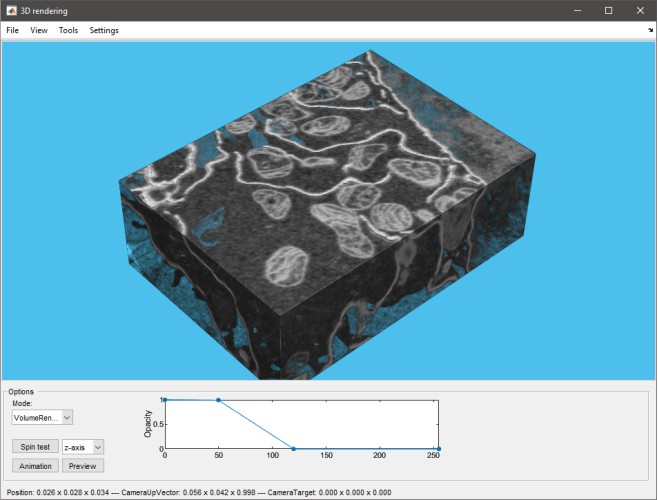 3D rendering
File View Tools Settings
Options
Mode:
VolumeRen...
Spin test z-axis
Animation Preview
Opacity
1
0.5
0
0 50 100 150 200 250
Position: 0.026 x 0.028 x 0.034 --- CameraUpVector: 0.056 x 0.042 x 0.998 --- CameraTarget: 0.000 x 0.000 x 0.000